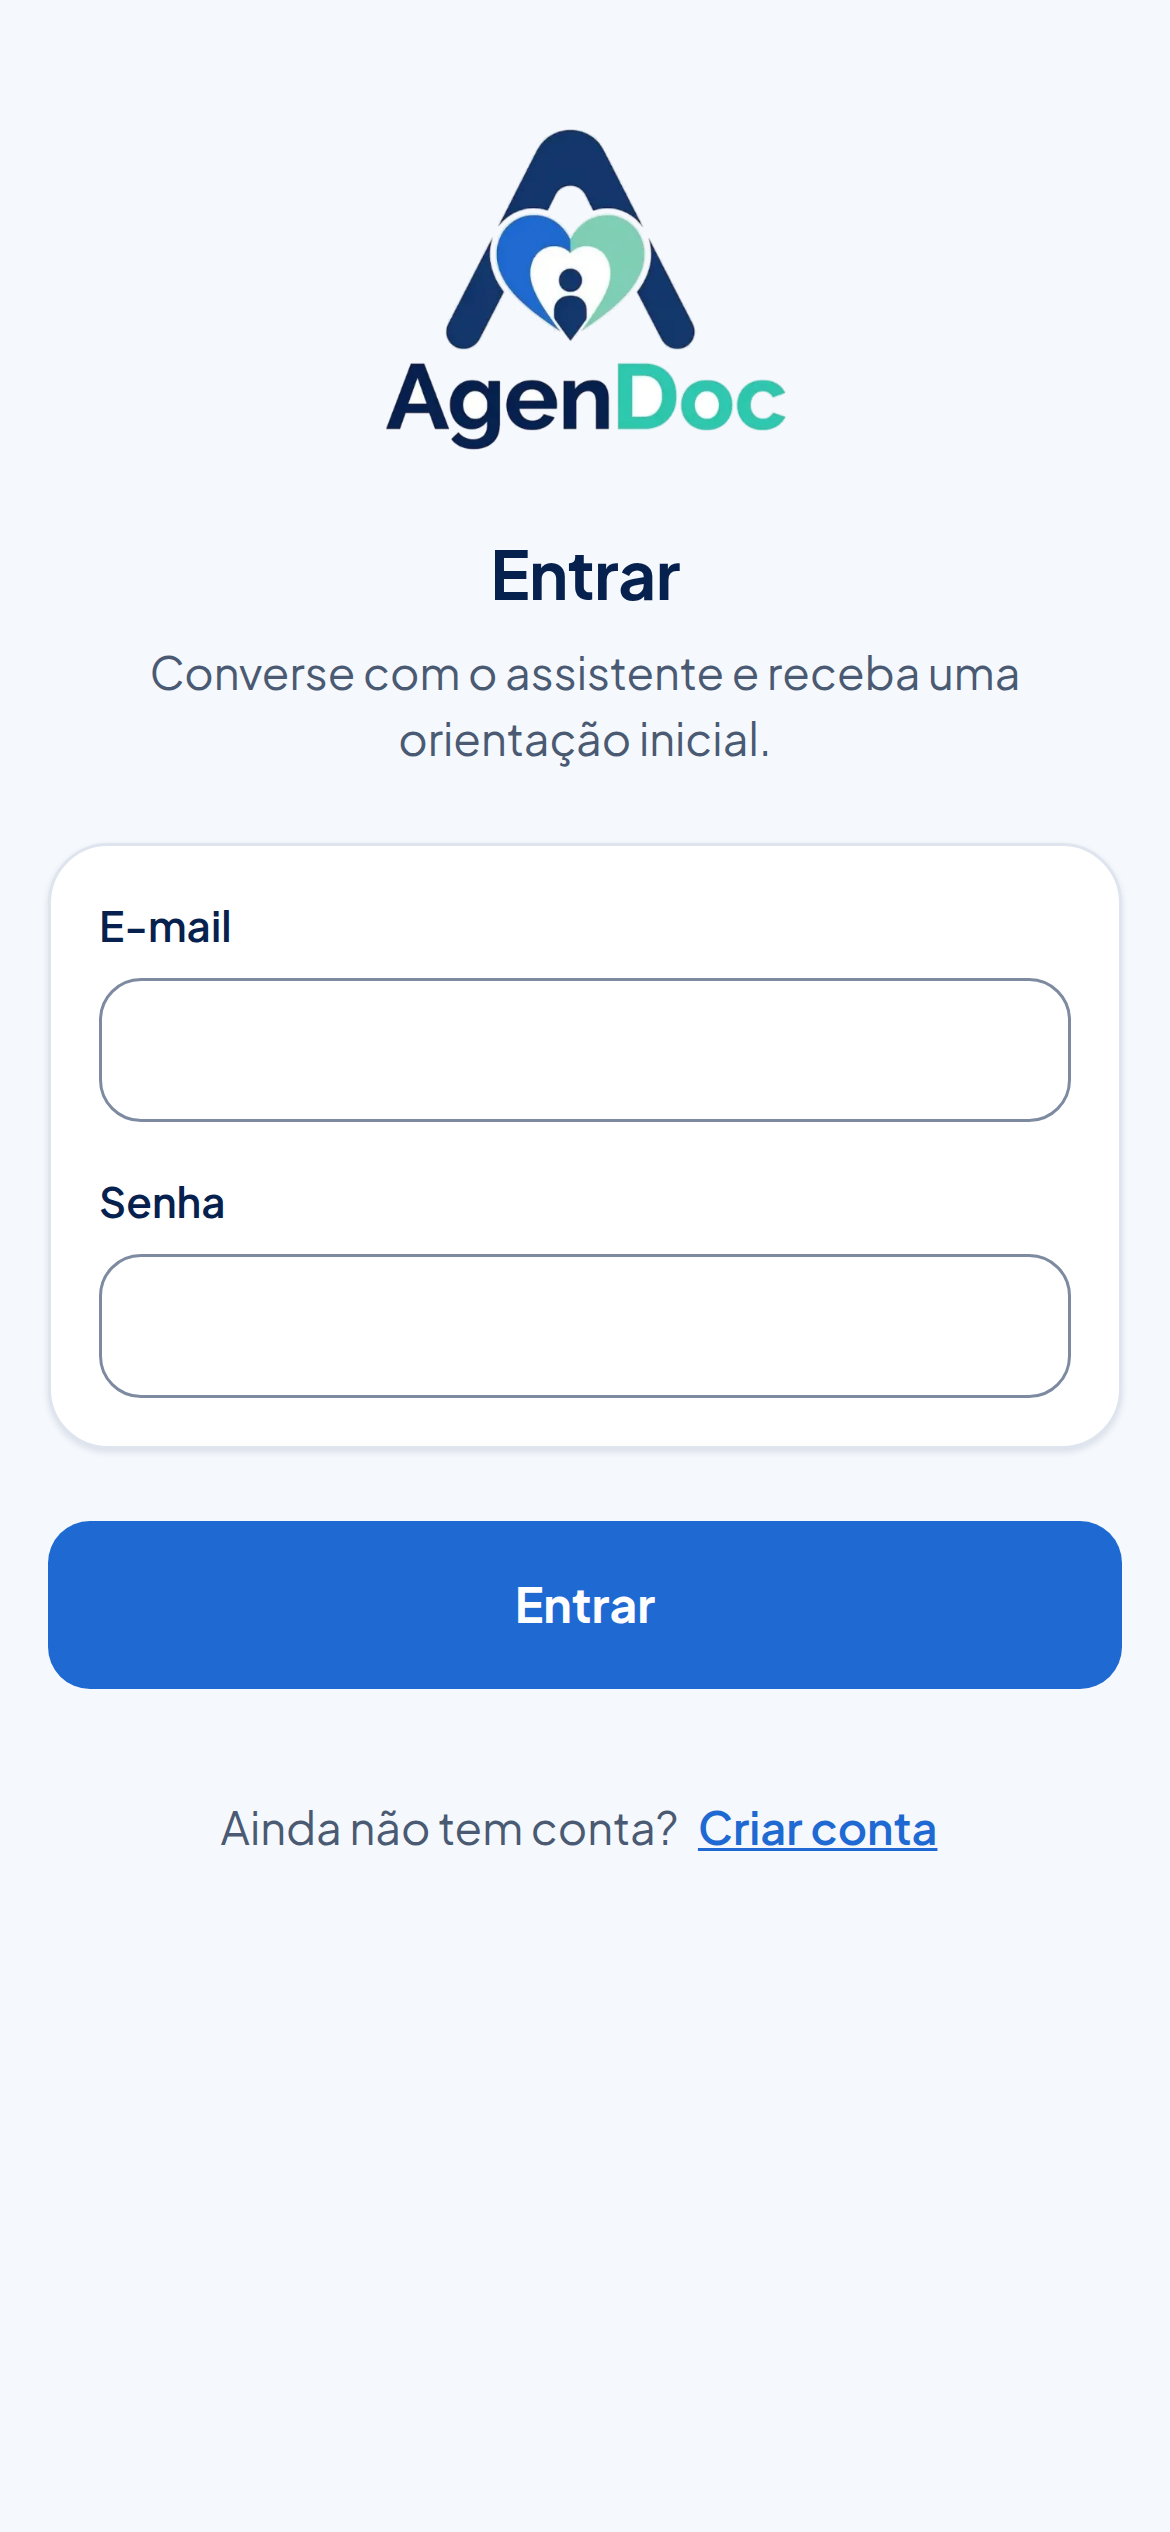 AgenDoc
Entrar
Converse com o assistente e receba uma
orientação inicial.
E-mail
Senha
Entrar
Ainda não tem conta? Criar conta